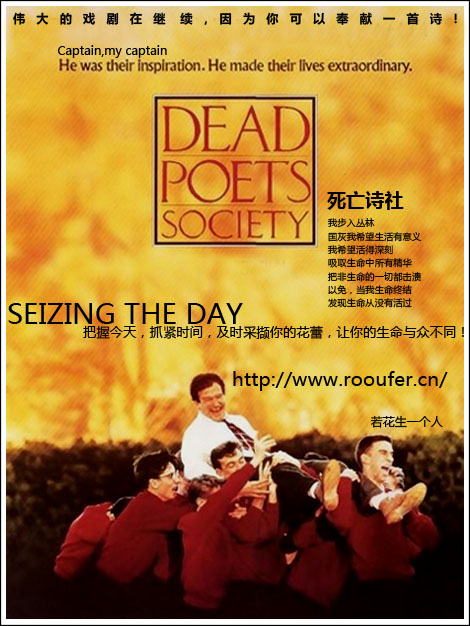 伟大的戏剧在继续,因为你可以奉献一首诗!
Captain,my captain
He was their inspiration. He made their lives extraordinary.
DEAD
POETS
SOCIETY
死亡诗社
我步入丛林
国灰我希望生活有意义
我希望活得深刻
吸取生命中所有精华
把非生命的一切都击溃
以免,当我生命终结
发现生命从没有活过
SEIZING THE DAY
把握今天,抓紧时间,及时采撷你的花蕾,让你的生命与众不同!
http://www.rooufer.cn/
若花生一个人